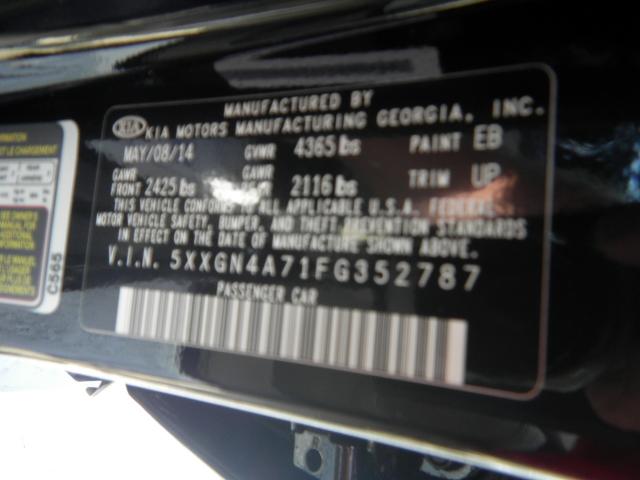 MANUFACTURED BY
KIA KIA MOTORS MANUFACTURING GEORGIA, INC.
MAY/08/14 GVWR 4365 lbs PAINT EB
GAWR FRONT 2425 lbs GAWR 2116 lbs TRIM UP
THIS VEHICLE CONFORMS TO ALL APPLICABLE U.S.A. FEDERAL
MOTOR VEHICLE SAFETY, BUMPER, AND THEFT PREVENTION STANDARDS
IN EFFECT ON THE DATE OF MANUFACTURE SHOWN ABOVE.
V.I.N. 5XXGN4A71FG352787
PASSENGER CAR
C565